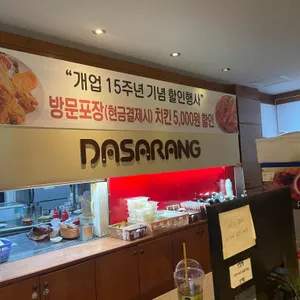 “개업 15주년 기념 할인행사”
방문포장(현금결제시) 치킨 5,000원 할인
DASARANG